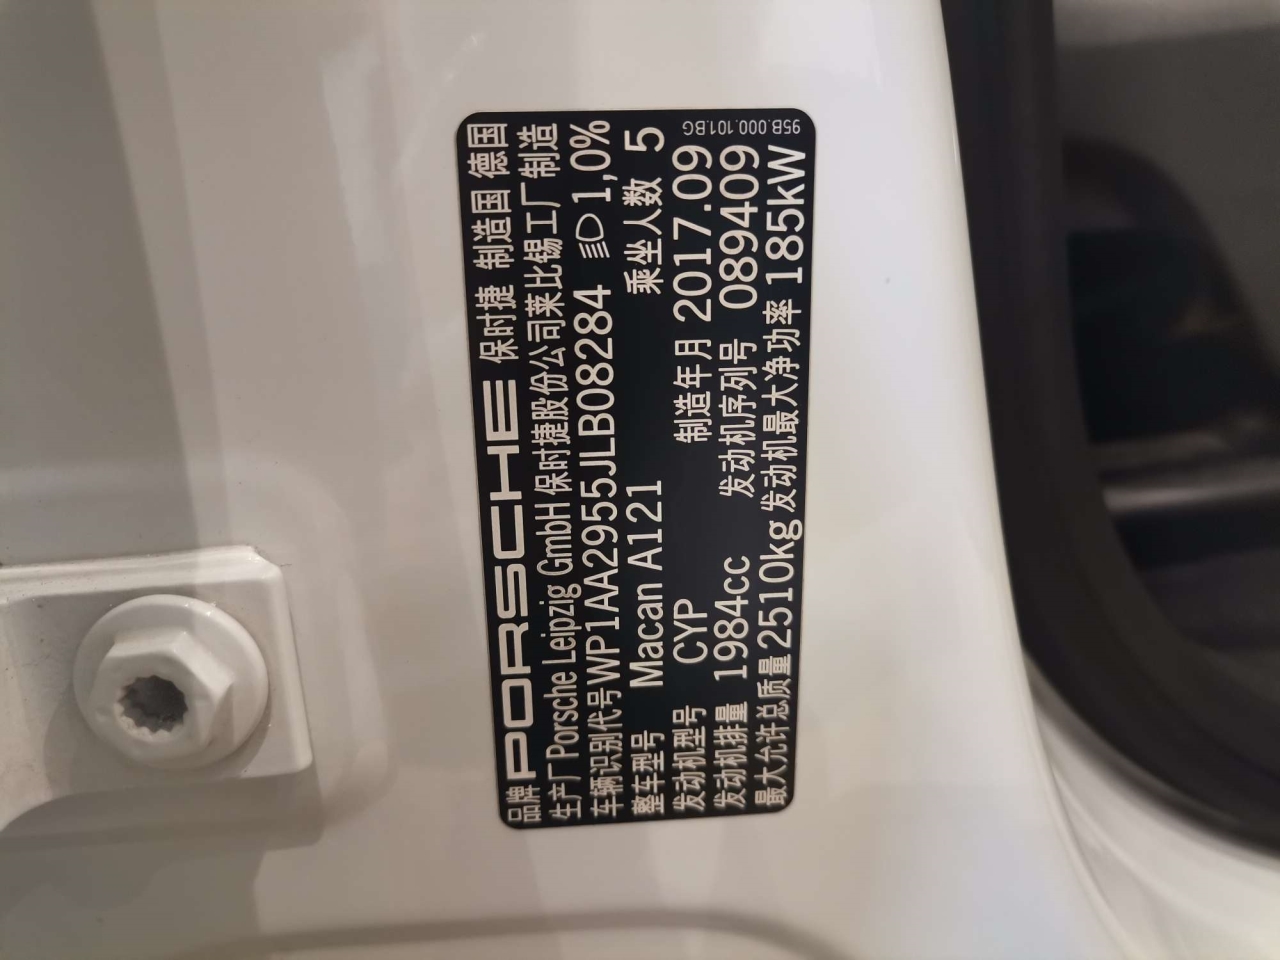 品牌 PORSCHE 保时捷 制造国 德国
生产厂 Porsche Leipzig GmbH 保时捷股份公司莱比锡工厂制造
车辆识别代号 WP1AA2955JLB08284 1,0%
整车型号 Macan A121 乘坐人数 5
发动机型号 CYP 制造年月 2017.09
发动机排量 1984cc 发动机序列号 089409
最大允许总质量 2510kg 发动机最大净功率 185kW
95B.000.101.BG